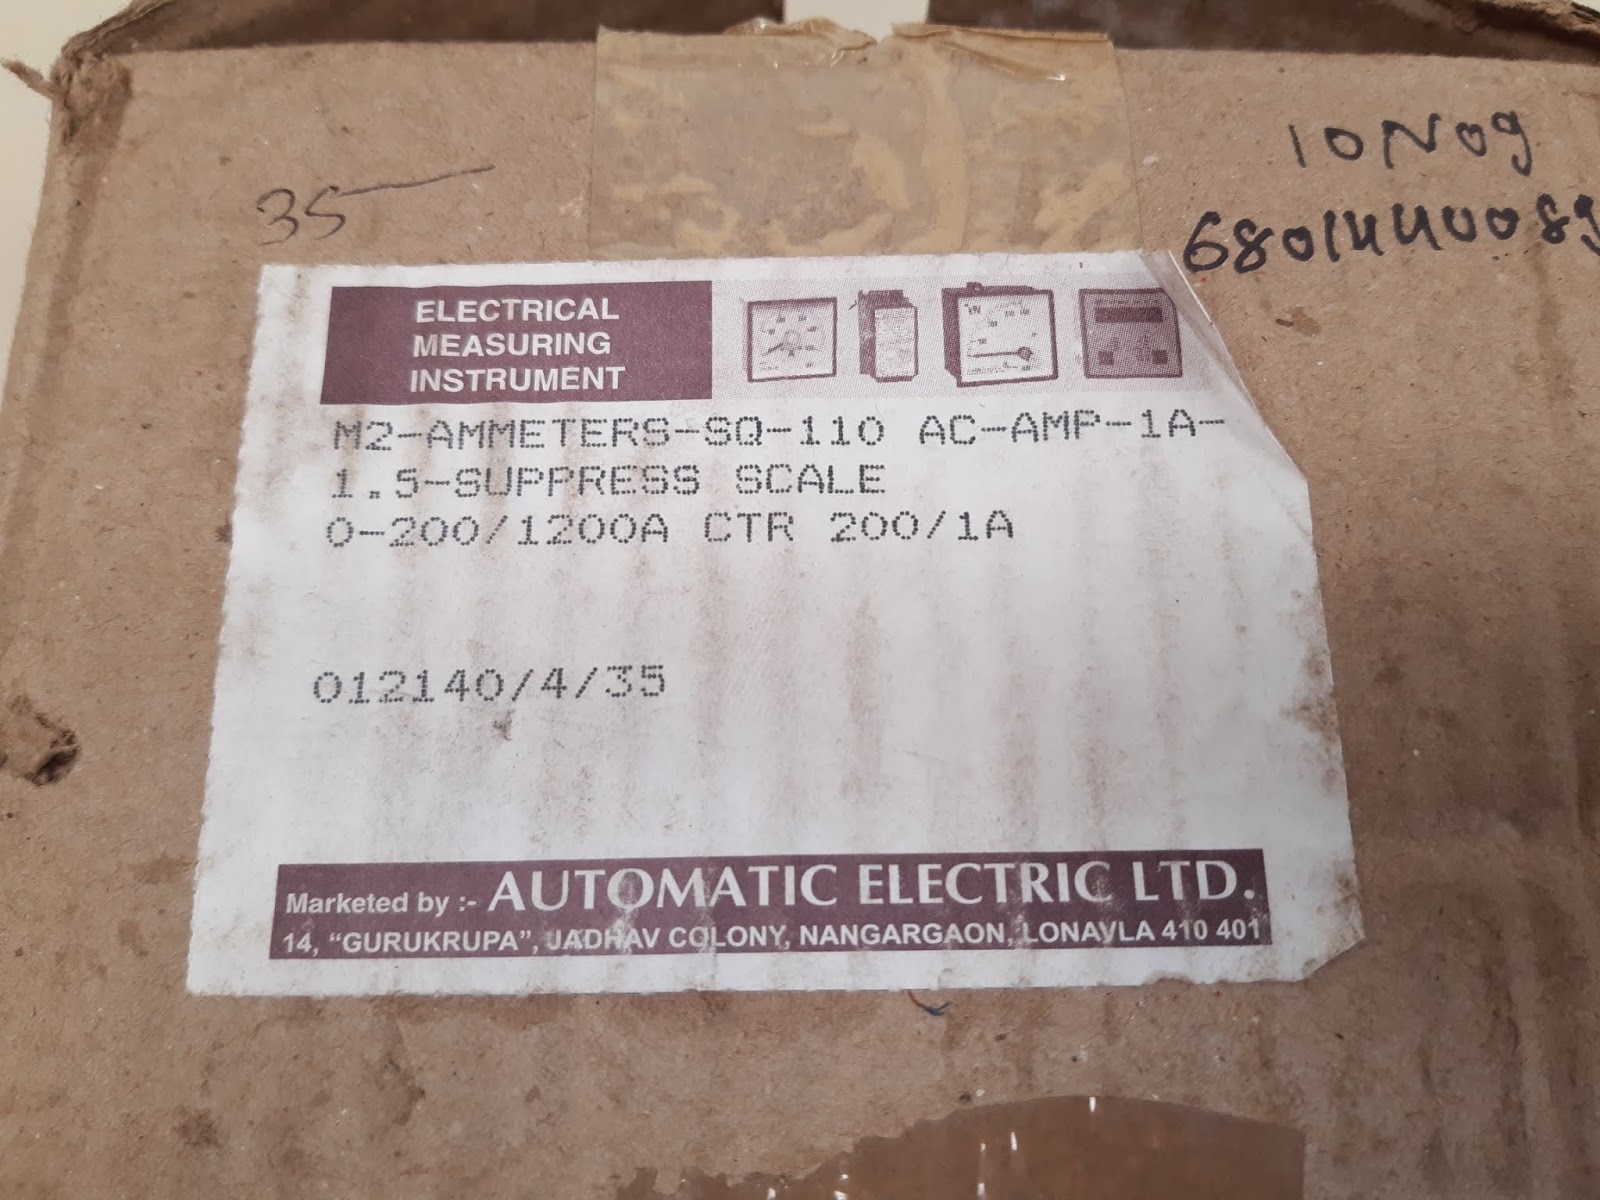 10 Nog
35
6801444008g
ELECTRICAL
MEASURING
INSTRUMENT
M2-AMMETERS-SQ-110 AC-AMP-1A-
1.5-SUPPRESS SCALE
0-200/1200A CTR 200/1A
012140/4/35
Marketed by :- AUTOMATIC ELECTRIC LTD.
14, "GURUKRUPA", JADHAV COLONY, NANGARGAON, LONAVLA 410 401